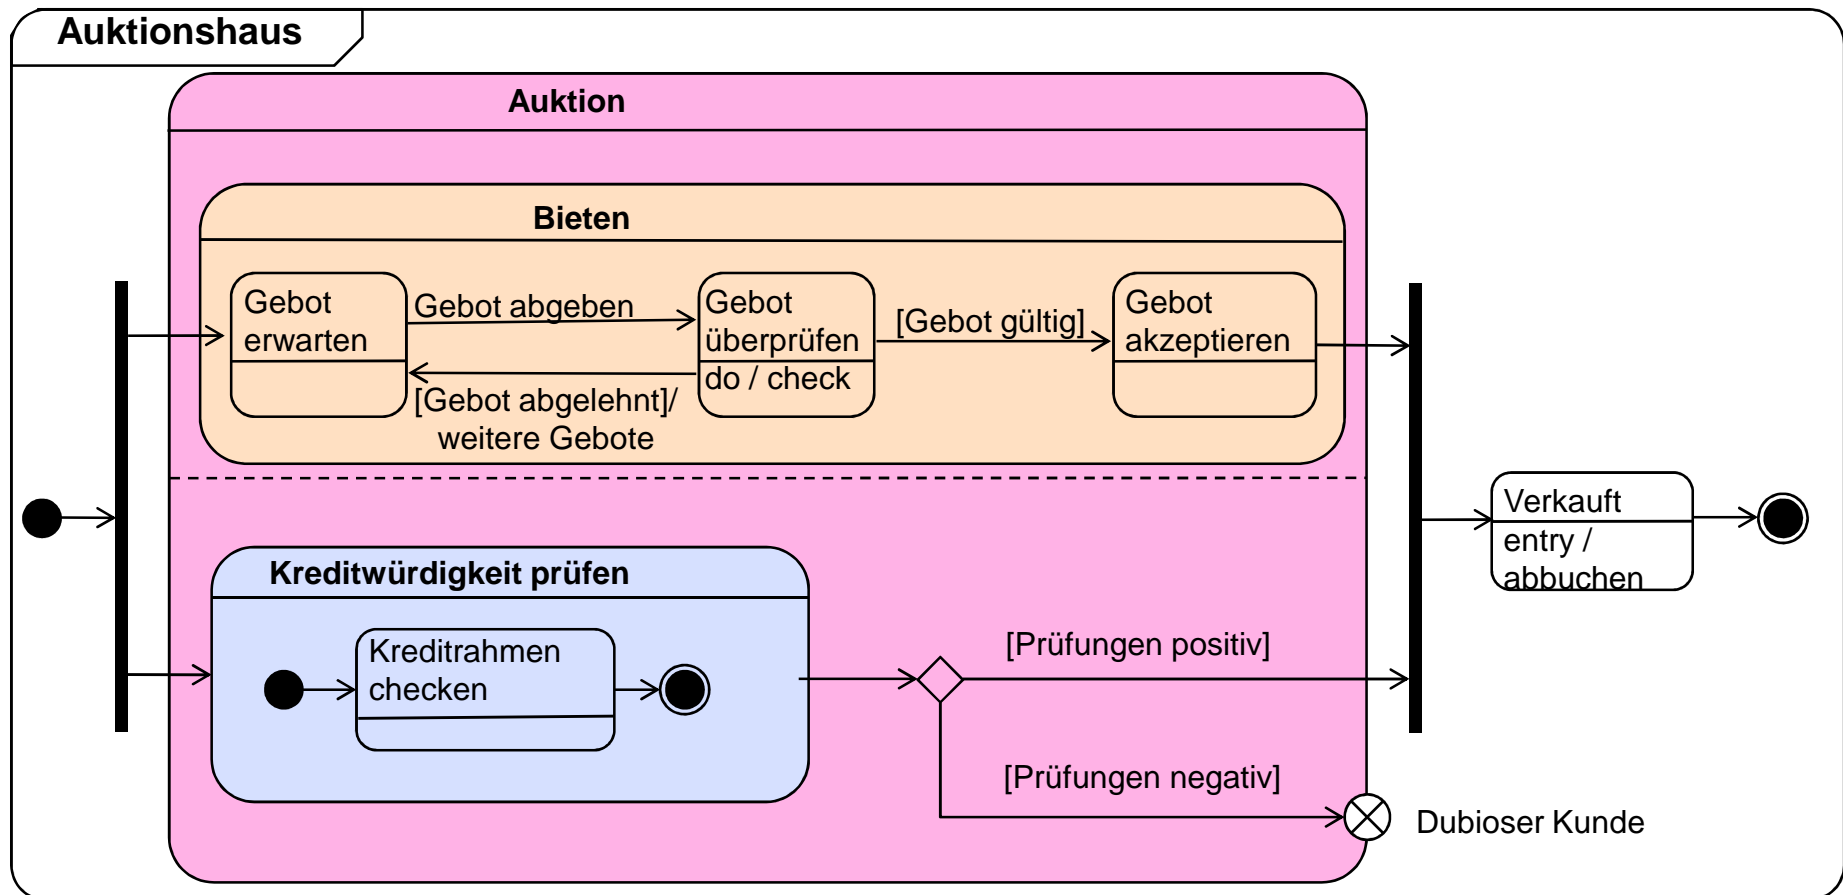 Auktionshaus
Auktion
Bieten
Gebot
erwarten
Gebot abgeben
[Gebot abgelehnt]/
weitere Gebote
Gebot
überprüfen
do / check
[Gebot gültig]
Gebot
akzeptieren
Verkauft
entry /
abbuchen
Kreditwürdigkeit prüfen
Kreditrahmen
checken
[Prüfungen positiv]
[Prüfungen negativ]
Dubioser Kunde